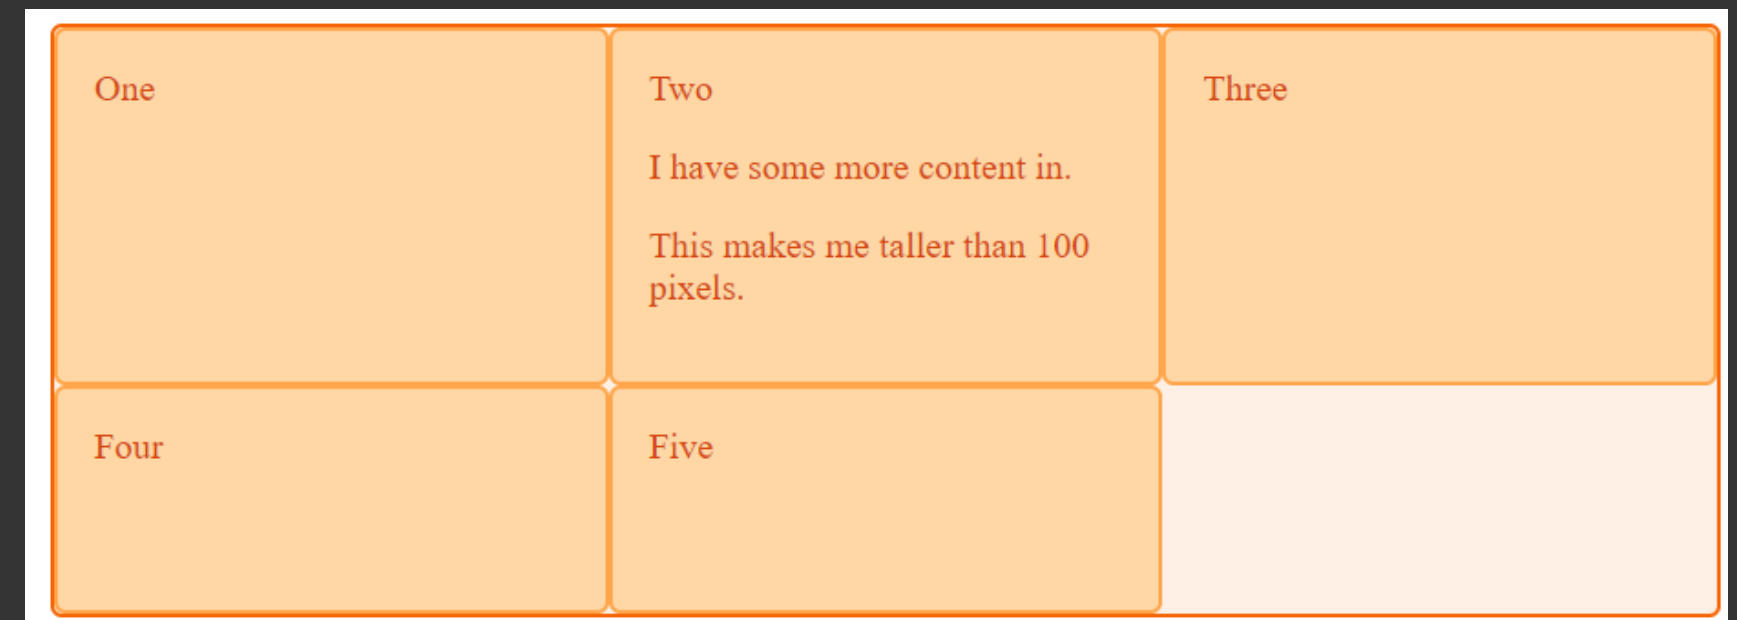 One
Two
I have some more content in.
This makes me taller than 100
pixels.
Three
Four
Five